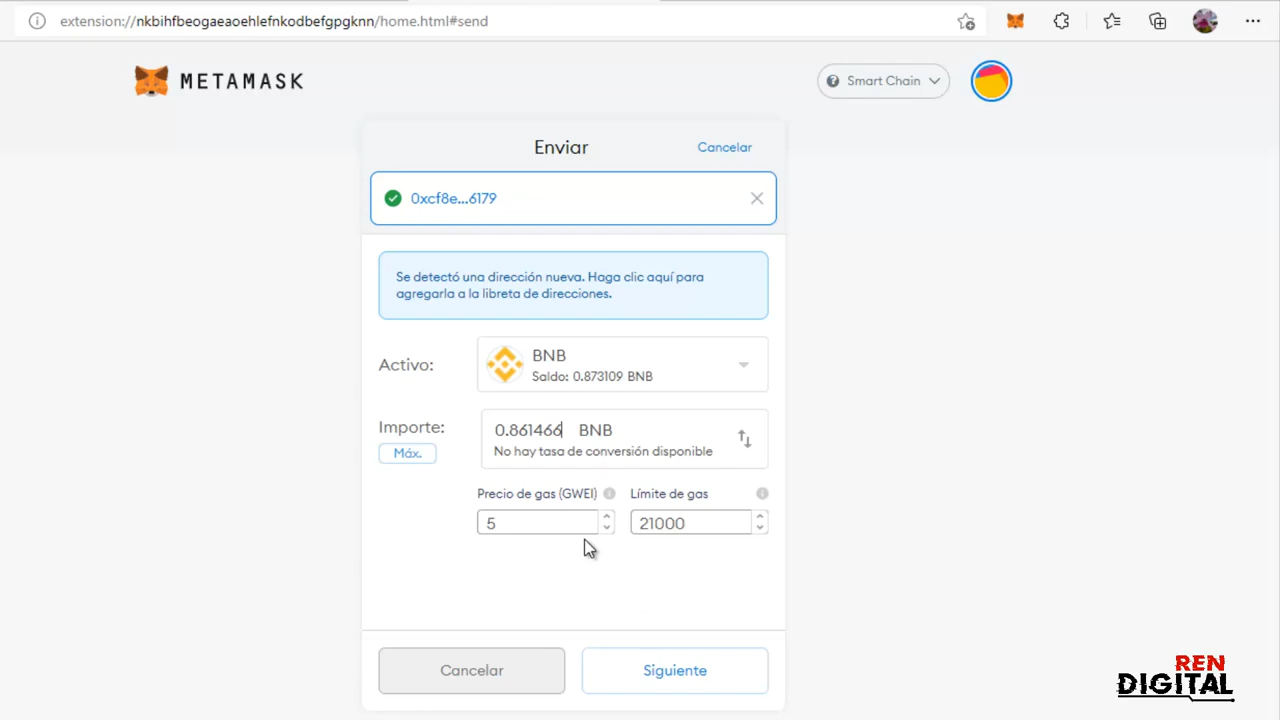 extension://nkbihfbeogaeaoehlefnkodbefgpgknn/home.html#send
METAMASK
Smart Chain
Enviar
Cancelar
0xcf8e...6179
Se detectó una dirección nueva. Haga clic aquí para
agregarla a la libreta de direcciones.
Activo:
BNB
Saldo: 0.873109 BNB
Importe:
Máx.
0.861466 BNB
No hay tasa de conversión disponible
Precio de gas (GWEI)
Límite de gas
5
21000
Cancelar
Siguiente
REN
DIGITAL